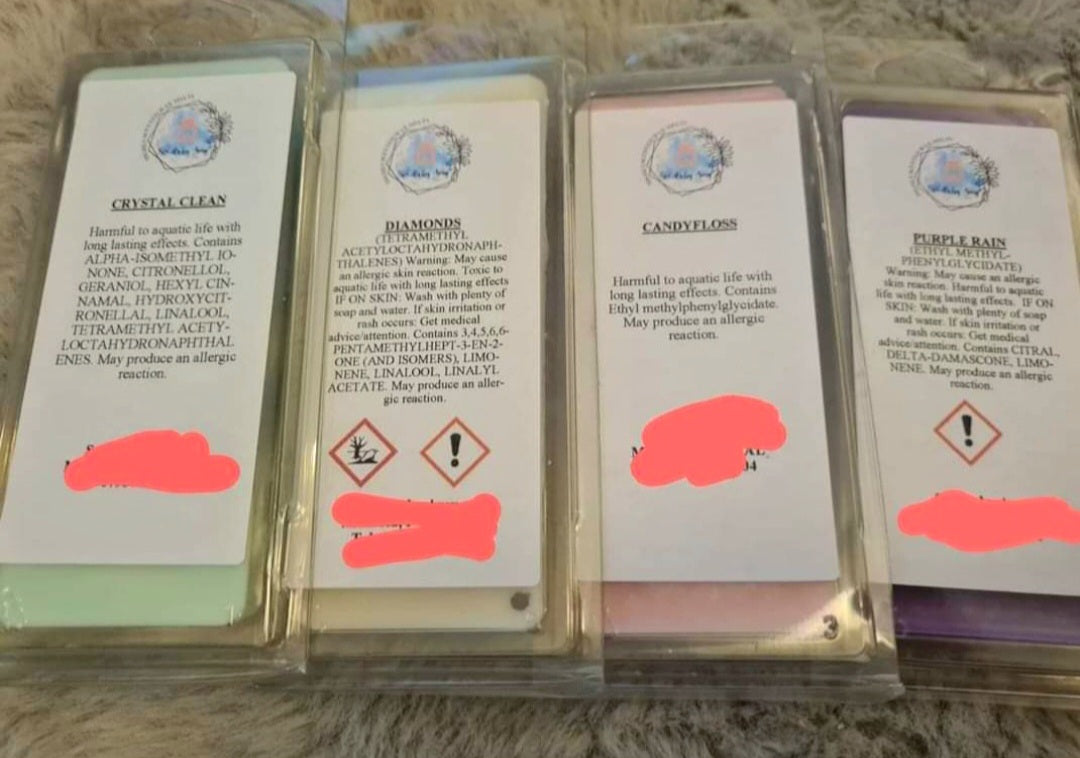 CRYSTAL CLEAN
Harmful to aquatic life with
long lasting effects. Contains
ALPHA-ISOMETHYL IO-
NONE, CITRONELLOL,
GERANIOL, HEXYL CIN-
NAMAL, HYDROXYCIT-
RONELLAL, LINALOOL,
TETRAMETHYL ACETY-
LOCTAHYDRONAPHTHAL
ENES. May produce an allergic
reaction.
DIAMONDS
(TETRAMETHYL
ACETYLOCTAHYDRONAPH-
THALENES) Warning: May cause
an allergic skin reaction. Toxic to
aquatic life with long lasting effects
IF ON SKIN: Wash with plenty of
soap and water. If skin irritation or
rash occurs: Get medical
advice/attention. Contains 3,4,5,6,6-
PENTAMETHYLHEPT-3-EN-2-
ONE (AND ISOMERS), LIMO-
NENE, LINALOOL, LINALYL
ACETATE. May produce an aller-
gic reaction.
CANDYFLOSS
Harmful to aquatic life with
long lasting effects. Contains
Ethyl methylphenylglycidate.
May produce an allergic
reaction.
04
3
PURPLE RAIN
(ETHYL METHYL-
PHENYLGLYCIDATE)
Warning: May cause an allergic
skin reaction. Harmful to aquatic
life with long lasting effects. IF ON
SKIN: Wash with plenty of soap
and water. If skin irritation or
rash occurs: Get medical
advice/attention. Contains CITRAL,
DELTA-DAMASCONE, LIMO-
NENE. May produce an allergic
reaction.